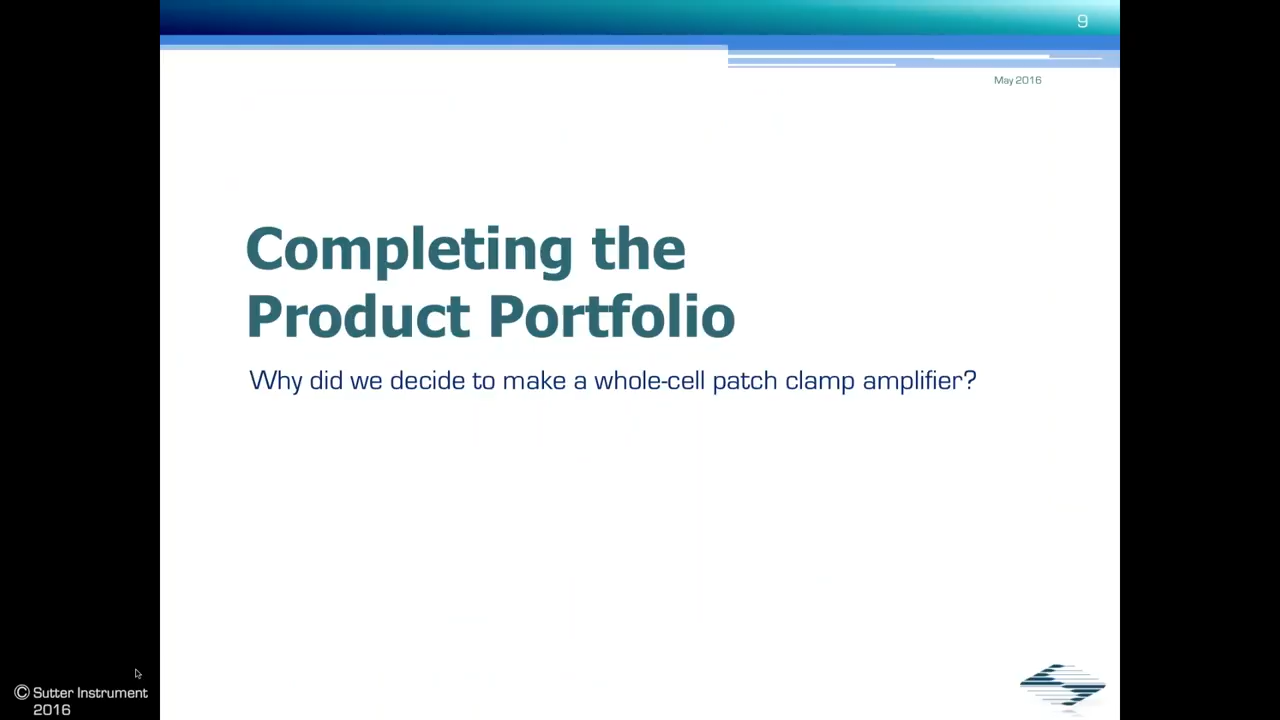 9
May 2016
Completing the
Product Portfolio
Why did we decide to make a whole-cell patch clamp amplifier?
© Sutter Instrument
2016